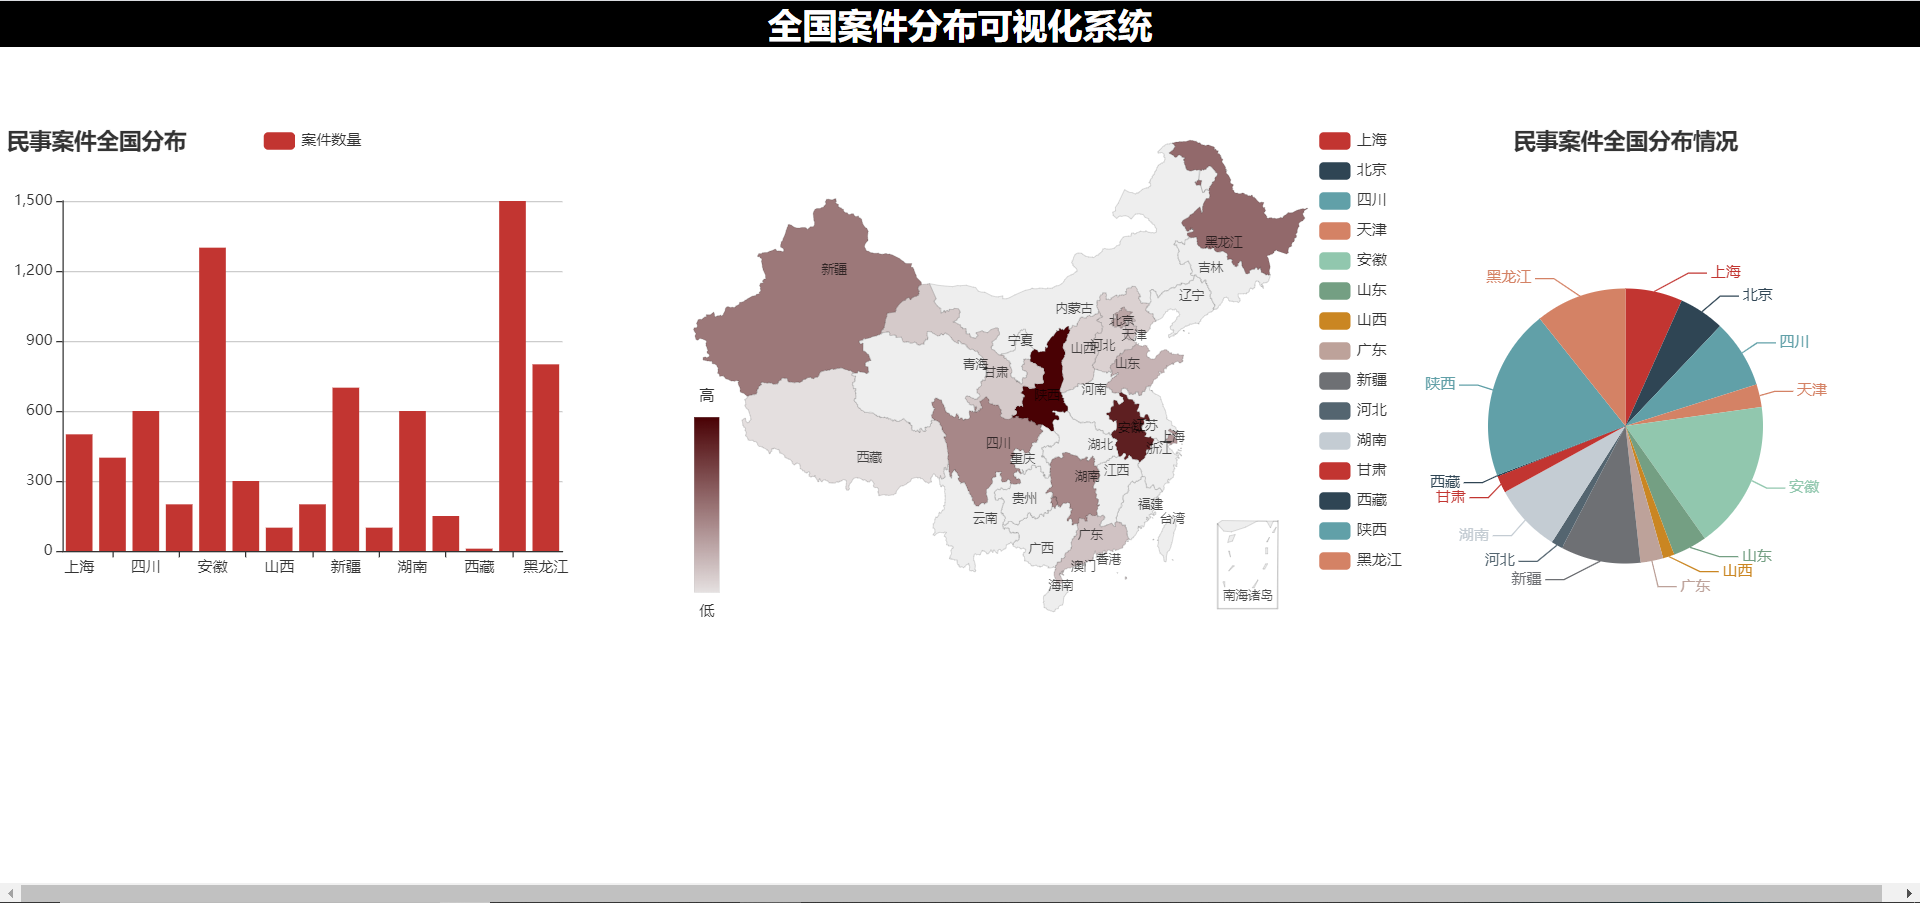 全国案件分布可视化系统
民事案件全国分布
案件数量
1,500
1,200
900
600
300
0
上海
四川
安徽
山西
新疆
湖南
西藏
黑龙江
高
低
黑龙江
新疆
吉林
辽宁
内蒙古
北京
天津
宁夏
山西
河北
青海
甘肃
山东
河南
陕西
安徽
江苏
上海
四川
湖北
浙江
西藏
重庆
江西
湖南
贵州
福建
云南
台湾
广东
广西
香港
澳门
海南
南海诸岛
上海
北京
四川
天津
安徽
山东
山西
广东
新疆
河北
湖南
甘肃
西藏
陕西
黑龙江
民事案件全国分布情况
黑龙江
上海
北京
四川
陕西
天津
西藏
安徽
甘肃
湖南
山东
河北
山西
新疆
广东